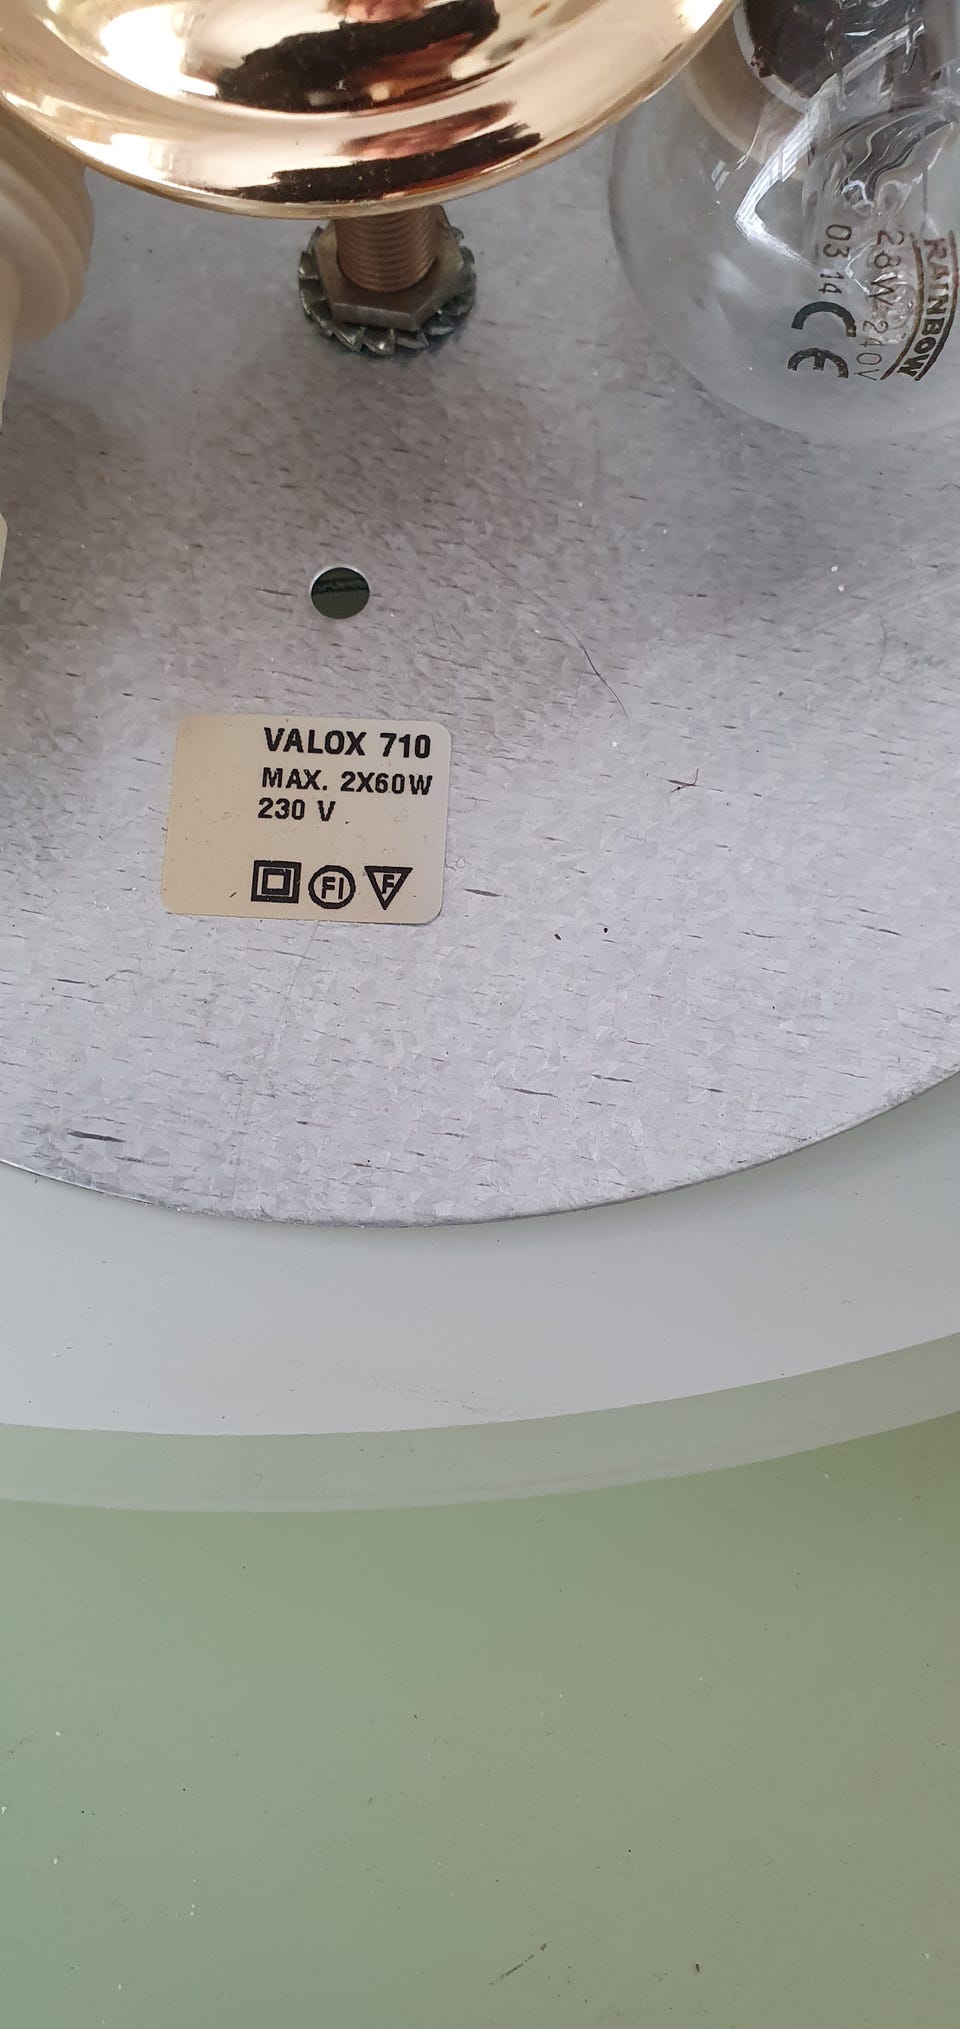 RAINBOW
28W 240V
03 14 CE
VALOX 710
MAX. 2X60W
230 V
FI F